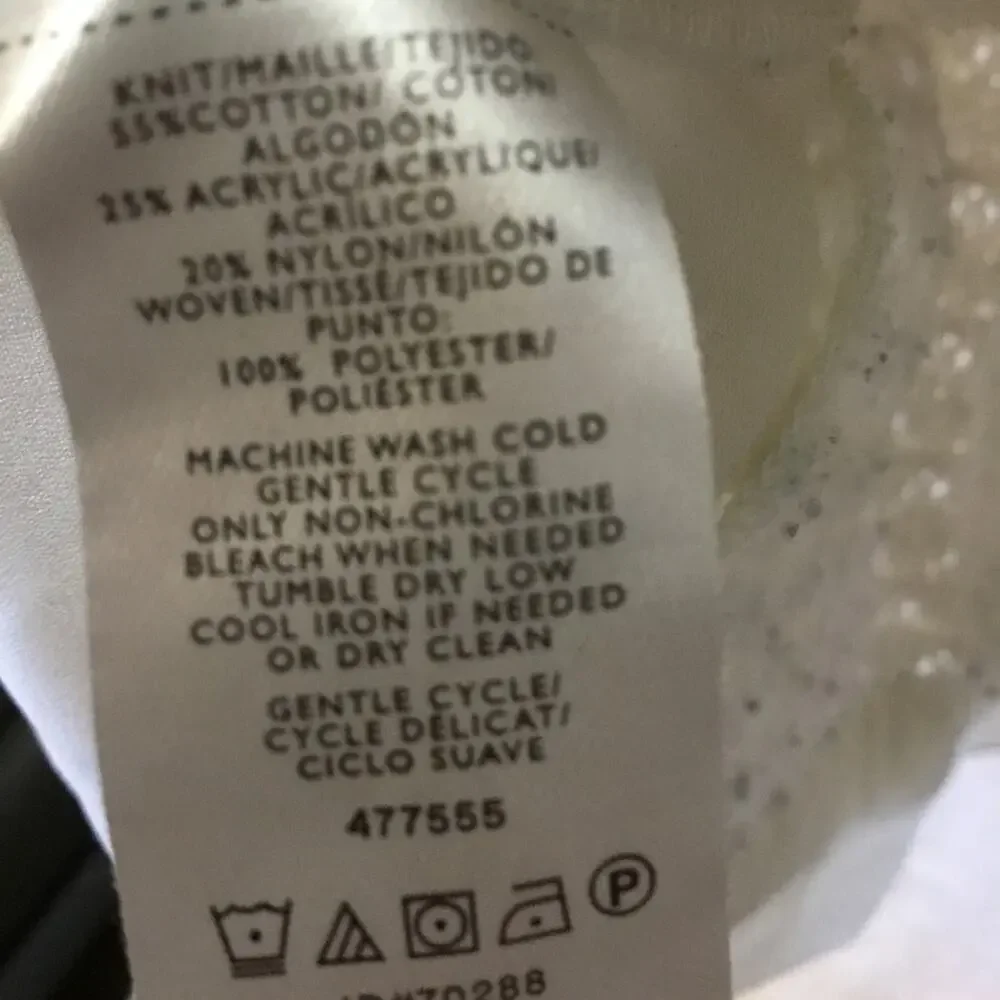 KNIT/MAILLE/TEJIDO
55%COTTON/ COTON/
ALGODÓN
25% ACRYLIC/ACRYLIQUE/
ACRÍLICO
20% NYLON/NILÓN
WOVEN/TISSÉ/TEJIDO DE
PUNTO:
100% POLYESTER/
POLIÉSTER
MACHINE WASH COLD
GENTLE CYCLE
ONLY NON-CHLORINE
BLEACH WHEN NEEDED
TUMBLE DRY LOW
COOL IRON IF NEEDED
OR DRY CLEAN
GENTLE CYCLE/
CYCLE DÉLICAT/
CICLO SUAVE
477555
P
70288